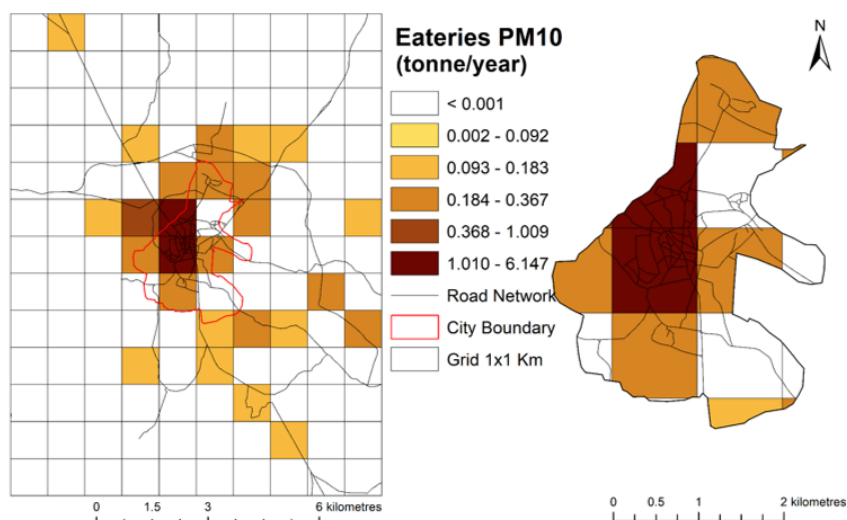 Eateries PM10
(tonne/year)
< 0.001
0.002 - 0.092
0.093 - 0.183
0.184 - 0.367
0.368 - 1.009
1.010 - 6.147
Road Network
City Boundary
Grid 1x1 Km
N
0 1.5 3 6 kilometres
0 0.5 1 2 kilometres